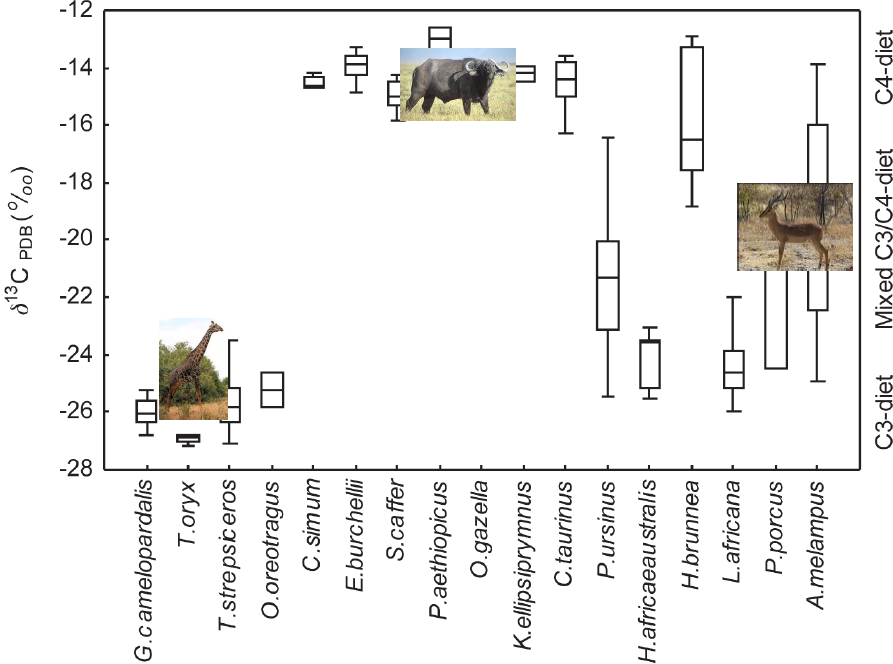 -12
-14
-16
-18
-20
-22
-24
-26
-28
δ13C PDB (o/oo)
C4-diet
Mixed C3/C4-diet
C3-diet
G.camelopardalis
T.oryx
T.strepsiceros
O.oreotragus
C.simum
E.burchellii
S.caffer
P.aethiopicus
O.gazella
K.ellipsiprymnus
C.taurinus
P.ursinus
H.africaeaustralis
H.brunnea
L.africana
P.porcus
A.melampus